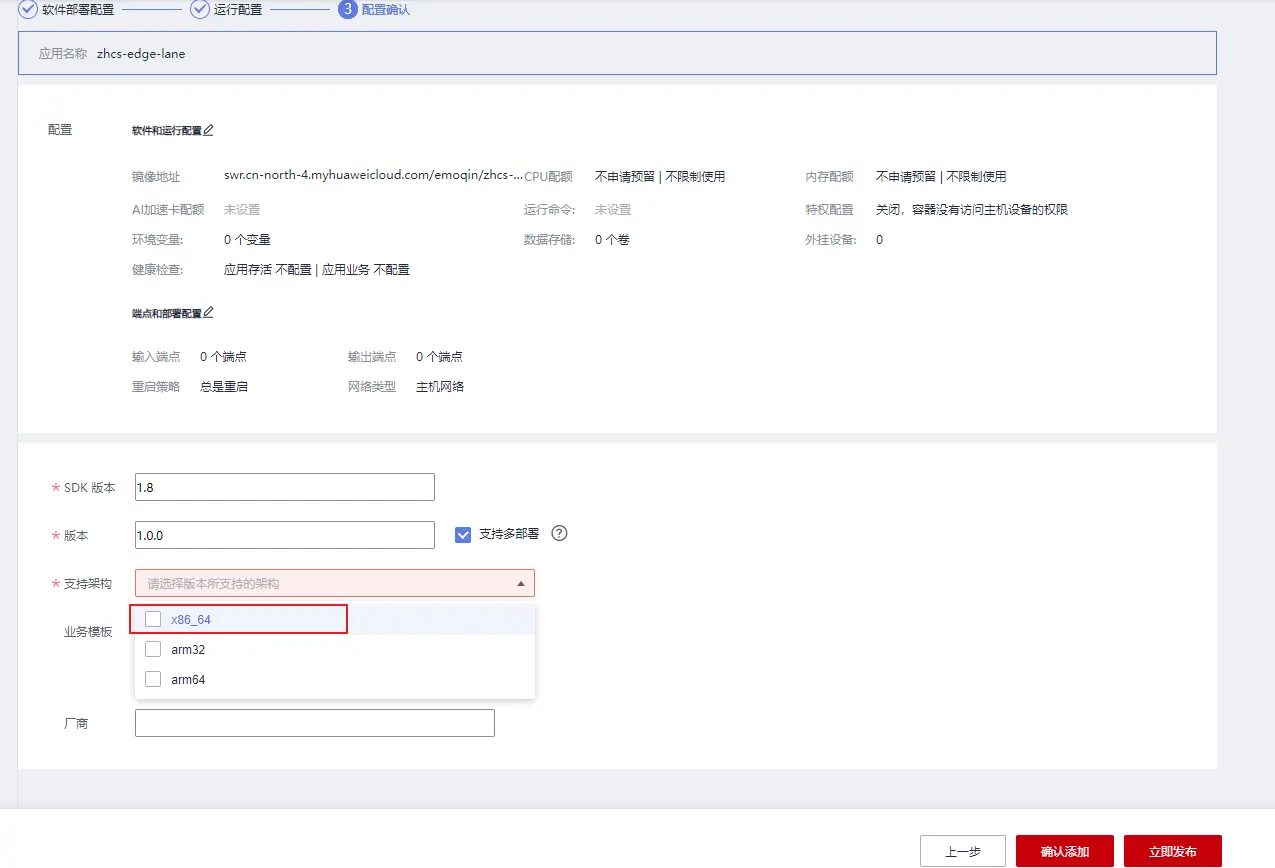 软件部署配置 运行配置 3 配置确认
应用名称 zhcs-edge-lane
配置 软件和运行配置
镜像地址 swr.cn-north-4.myhuaweicloud.com/emoqin/zhcs-... CPU配额 不申请预留 | 不限制使用 内存配额 不申请预留 | 不限制使用
AI加速卡配额 未设置 运行命令: 未设置 特权配置 关闭，容器没有访问主机设备的权限
环境变量: 0 个变量 数据存储: 0 个卷 外挂设备: 0
健康检查: 应用存活 不配置 | 应用业务 不配置
端点和部署配置
输入端点 0 个端点 输出端点 0 个端点
重启策略 总是重启 网络类型 主机网络
* SDK 版本 1.8
* 版本 1.0.0 支持多部署 ?
* 支持架构 请选择版本所支持的架构
x86_64
业务模板
arm32
arm64
厂商
上一步 确认添加 立即发布